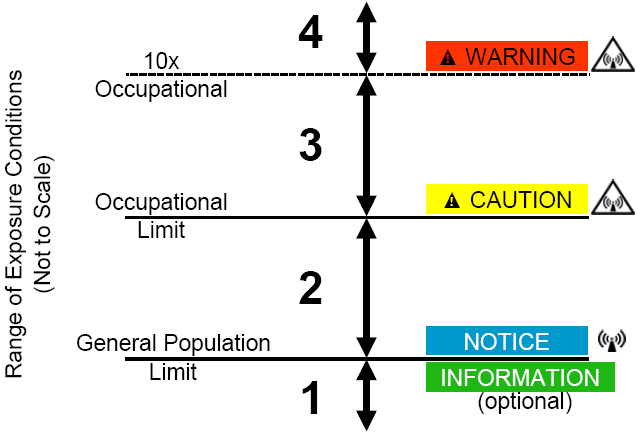 4
WARNING
10x
Occupational
3
CAUTION
Occupational
Limit
2
NOTICE
General Population
Limit
INFORMATION
(optional)
1
Range of Exposure Conditions
(Not to Scale)